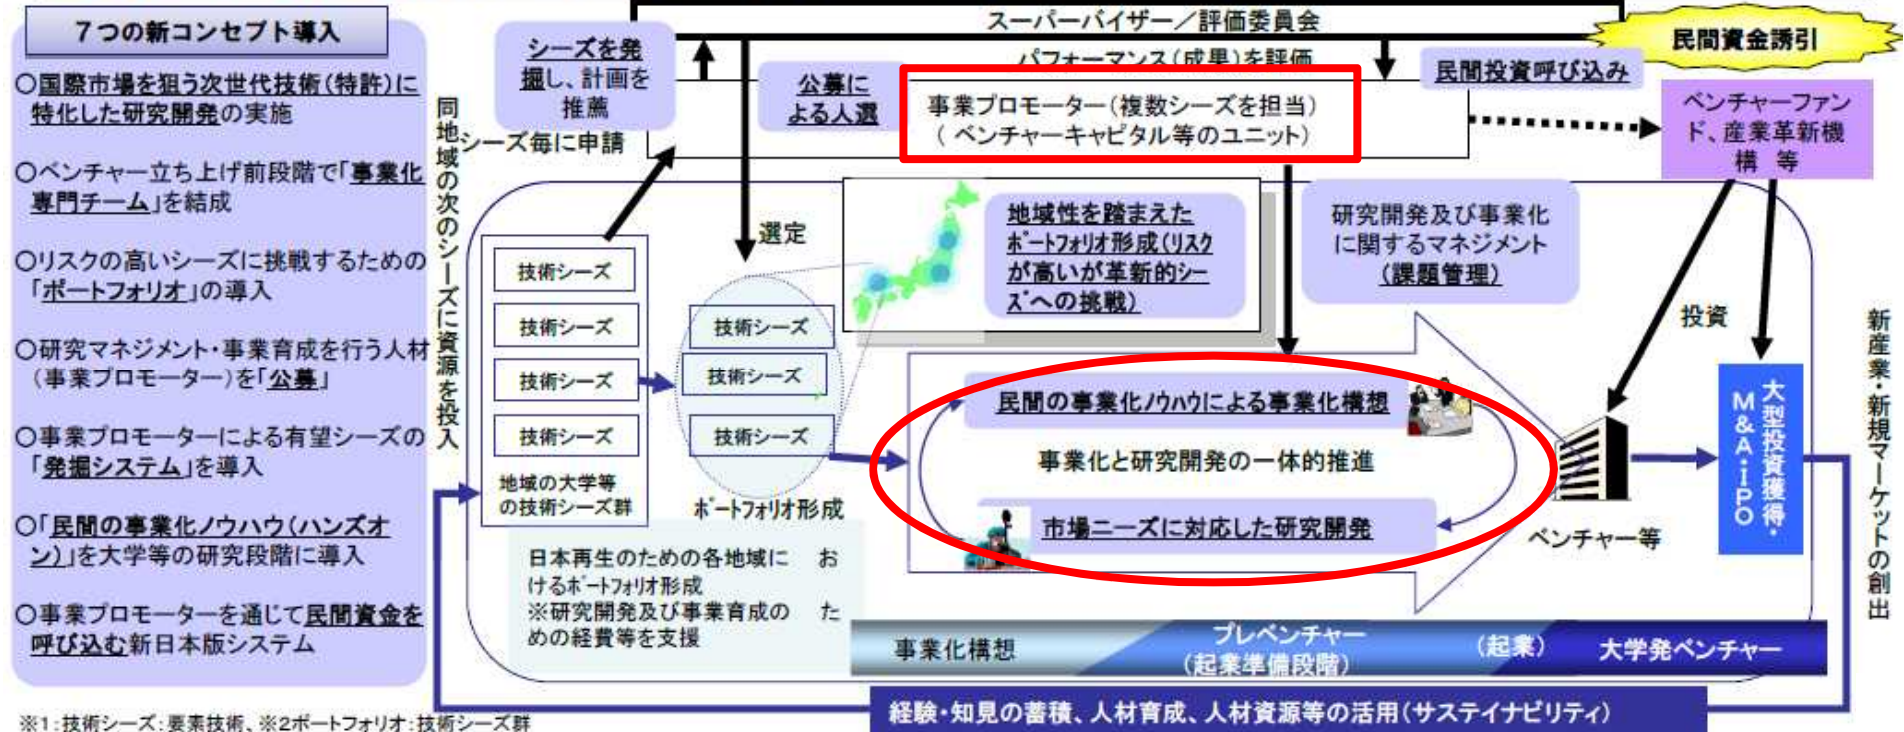 7つの新コンセプト導入
○国際市場を狙う次世代技術(特許)に
特化した研究開発の実施
○ベンチャー立ち上げ前段階で「事業化
専門チーム」を結成
○リスクの高いシーズに挑戦するための
「ポートフォリオ」の導入
○研究マネジメント・事業育成を行う人材
(事業プロモーター)を「公募」
○事業プロモーターによる有望シーズの
「発掘システム」を導入
○「民間の事業化ノウハウ(ハンズオ
ン)」を大学等の研究段階に導入
○事業プロモーターを通じて民間資金を
呼び込む新日本版システム
※1:技術シーズ:要素技術、※2ポートフォリオ:技術シーズ群
同地域の次のシーズに資源を投入
スーパーバイザー/評価委員会
パフォーマンス(成果)を評価
シーズを発
掘し、計画を
推薦
シーズ毎に申請
公募に
よる人選
事業プロモーター(複数シーズを担当)
(ベンチャーキャピタル等のユニット)
民間投資呼び込み
民間資金誘引
ベンチャーファン
ド、産業革新機
構 等
選定
技術シーズ
技術シーズ
技術シーズ
技術シーズ
地域の大学等
の技術シーズ群
技術シーズ
技術シーズ
技術シーズ
ポートフォリオ形成
地域性を踏まえた
ポートフォリオ形成(リスク
が高いが革新的シー
ズへの挑戦)
研究開発及び事業化
に関するマネジメント
(課題管理)
民間の事業化ノウハウによる事業化構想
事業化と研究開発の一体的推進
市場ニーズに対応した研究開発
投資
ベンチャー等
大型投資獲得・
M&A・IPO
新産業・新規マーケットの創出
日本再生のための各地域に お
けるポートフォリオ形成
※研究開発及び事業育成の た
めの経費等を支援
事業化構想
プレベンチャー
(起業準備段階)
(起業)
大学発ベンチャー
経験・知見の蓄積、人材育成、人材資源等の活用(サステイナビリティ)